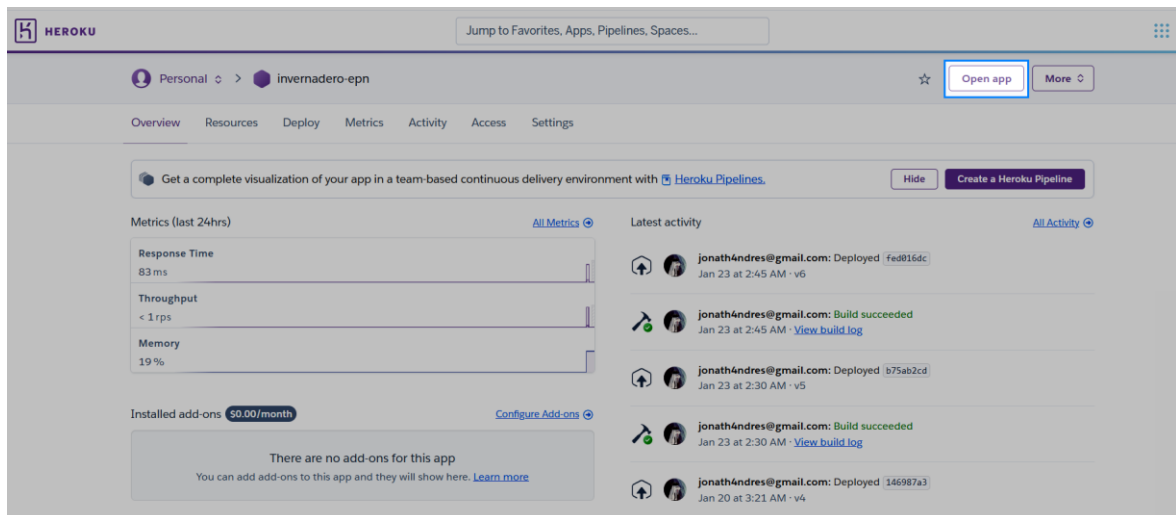 HEROKU
Jump to Favorites, Apps, Pipelines, Spaces...
Personal > invernadero-epn
Open app
More
Overview Resources Deploy Metrics Activity Access Settings
Get a complete visualization of your app in a team-based continuous delivery environment with Heroku Pipelines.
Hide
Create a Heroku Pipeline
Metrics (last 24hrs)
All Metrics
Response Time
83 ms
Throughput
< 1 rps
Memory
19 %
Installed add-ons $0.00/month
Configure Add-ons
There are no add-ons for this app
You can add add-ons to this app and they will show here. Learn more
Latest activity
All Activity
jonath4ndres@gmail.com: Deployed fed016dc
Jan 23 at 2:45 AM · v6
jonath4ndres@gmail.com: Build succeeded
Jan 23 at 2:45 AM · View build log
jonath4ndres@gmail.com: Deployed b75ab2cd
Jan 23 at 2:30 AM · v5
jonath4ndres@gmail.com: Build succeeded
Jan 23 at 2:30 AM · View build log
jonath4ndres@gmail.com: Deployed 146987a3
Jan 20 at 3:21 AM · v4